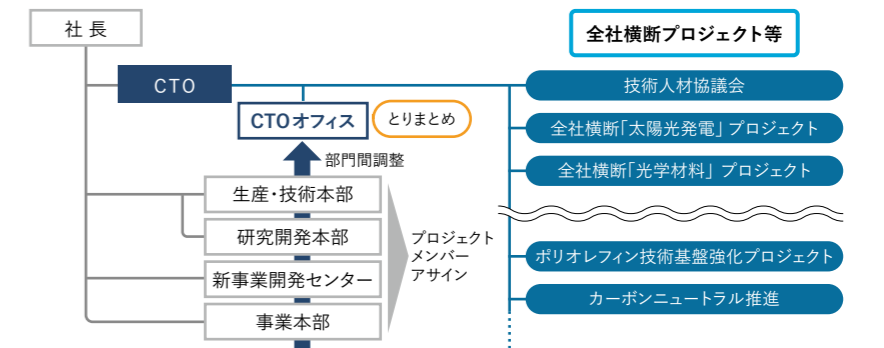 社長
全社横断プロジェクト等
CTO
技術人材協議会
CTOオフィス
とりまとめ
全社横断「太陽光発電」プロジェクト
部門間調整
全社横断「光学材料」プロジェクト
生産・技術本部
研究開発本部
プロジェクト
メンバー
アサイン
ポリオレフィン技術基盤強化プロジェクト
新事業開発センター
カーボンニュートラル推進
事業本部